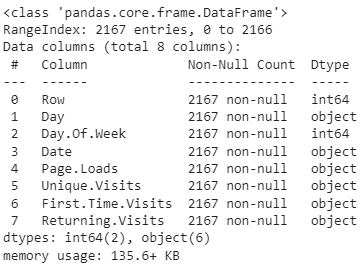 <class 'pandas.core.frame.DataFrame'>
RangeIndex: 2167 entries, 0 to 2166
Data columns (total 8 columns):
 #   Column             Non-Null Count  Dtype
---  ------             --------------  -----
 0   Row                2167 non-null   int64
 1   Day                2167 non-null   object
 2   Day.Of.Week        2167 non-null   int64
 3   Date               2167 non-null   object
 4   Page.Loads         2167 non-null   object
 5   Unique.Visits      2167 non-null   object
 6   First.Time.Visits  2167 non-null   object
 7   Returning.Visits   2167 non-null   object
dtypes: int64(2), object(6)
memory usage: 135.6+ KB